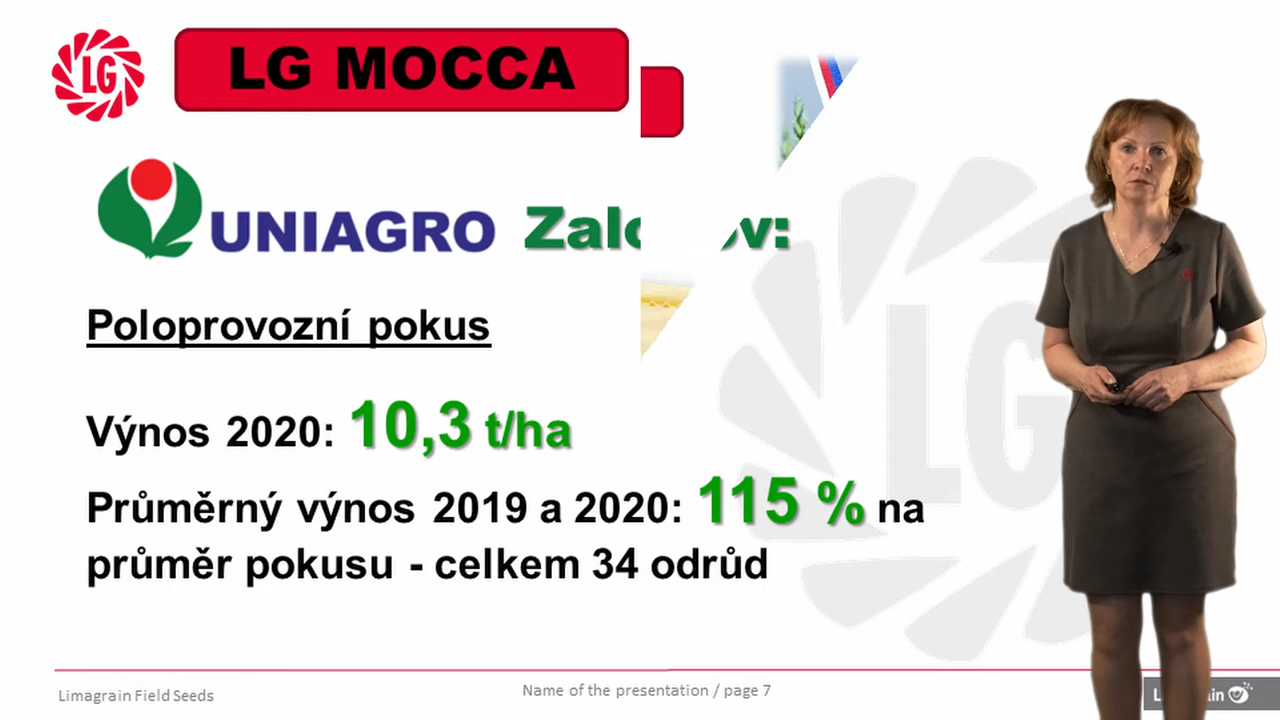 LG
LG MOCCA
UNIAGRO
Poloprovozní pokus
Výnos 2020: 10,3 t/ha
Průměrný výnos 2019 a 2020: 115 % na
průměr pokusu - celkem 34 odrůd
LG
Limagrain Field Seeds
Name of the presentation / page 7